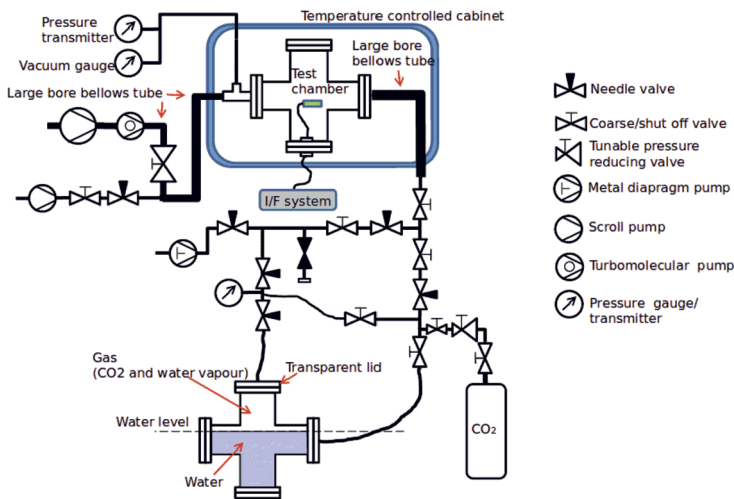 Temperature controlled cabinet
Pressure
transmitter
Vacuum gauge
Large bore
bellows tube
Large bore bellows tube
Test
chamber
I/F system
Needle valve
Coarse/shut off valve
Tunable pressure
reducing valve
Metal diapragm pump
Scroll pump
Turbomolecular pump
Pressure gauge/
transmitter
Gas
(CO2 and water vapour)
Transparent lid
Water level
Water
CO₂